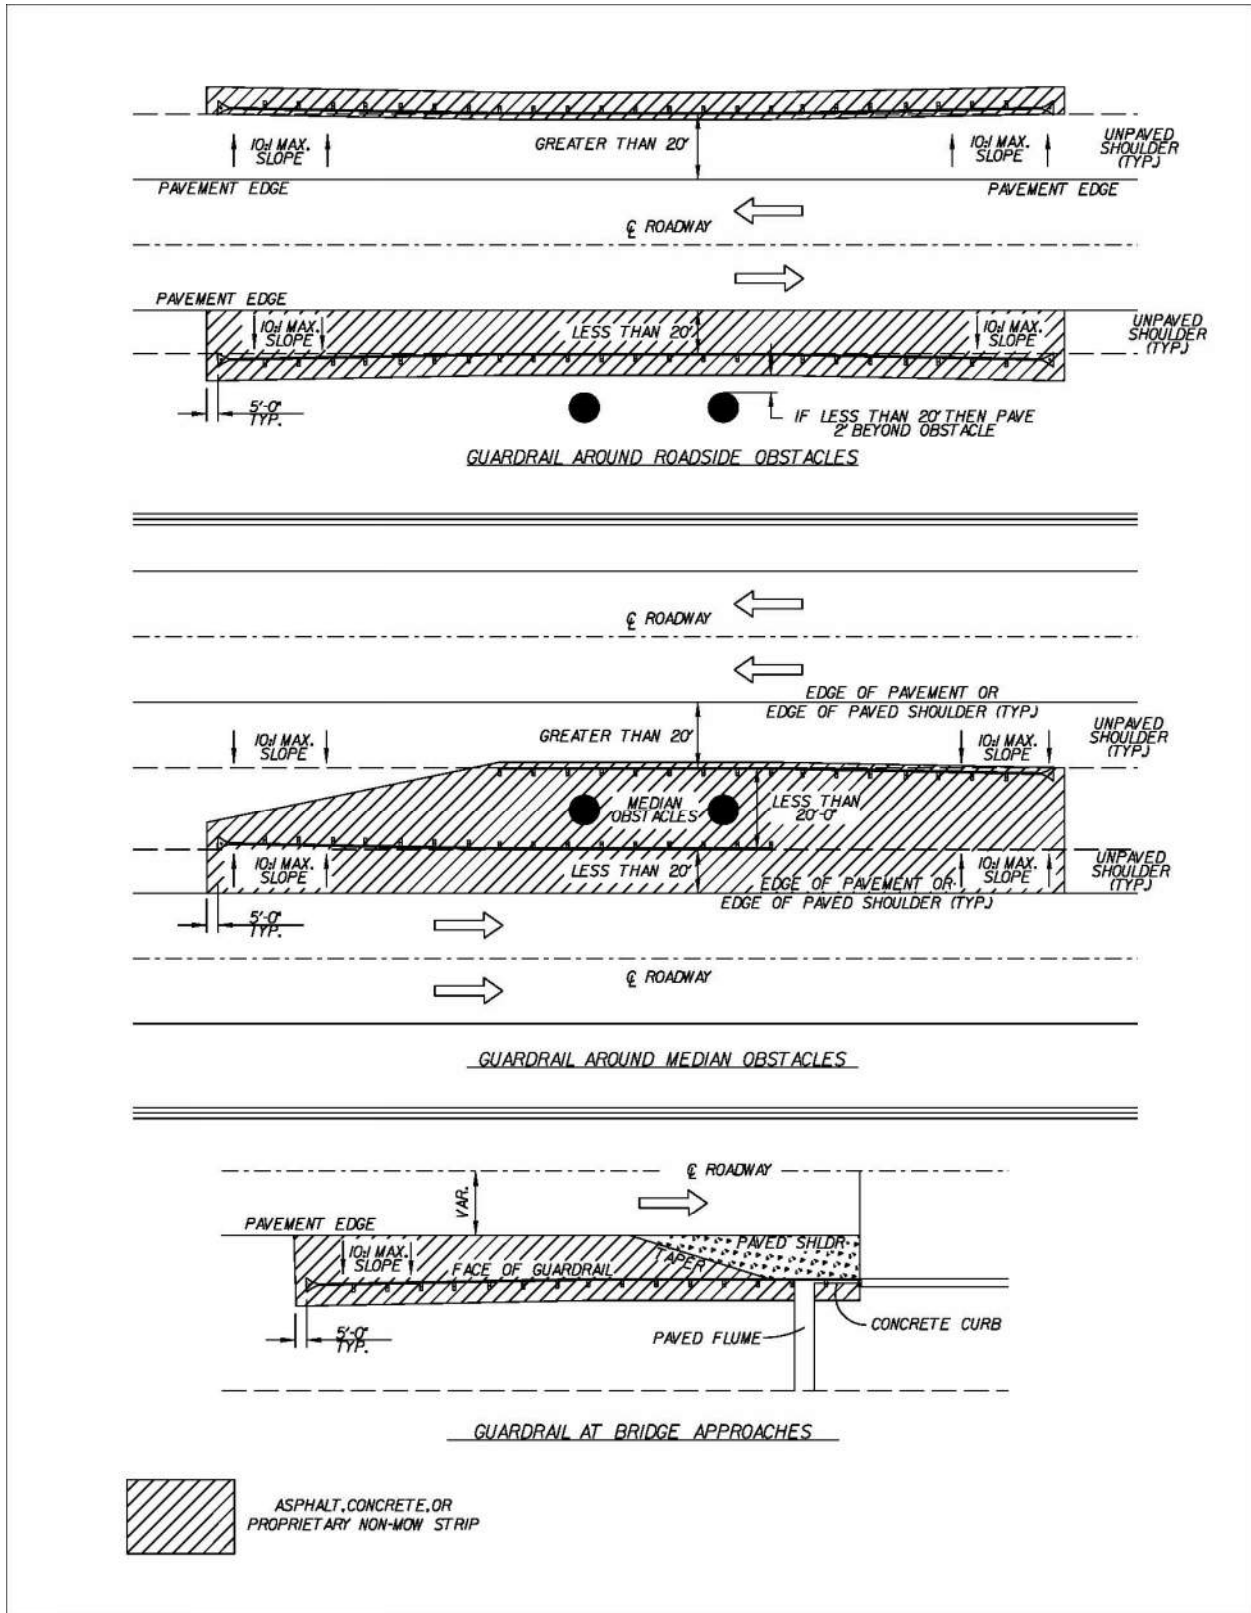 GREATER THAN 20'
10:1 MAX.
SLOPE
10:1 MAX.
SLOPE
UNPAVED
SHOULDER
(TYP.)
PAVEMENT EDGE
PAVEMENT EDGE
℄ ROADWAY
PAVEMENT EDGE
10:1 MAX.
SLOPE
LESS THAN 20'
10:1 MAX.
SLOPE
UNPAVED
SHOULDER
(TYP.)
5'-0"
TYP.
IF LESS THAN 20' THEN PAVE
2' BEYOND OBSTACLE
GUARDRAIL AROUND ROADSIDE OBSTACLES
℄ ROADWAY
EDGE OF PAVEMENT OR
EDGE OF PAVED SHOULDER (TYP.)
10:1 MAX.
SLOPE
GREATER THAN 20'
10:1 MAX.
SLOPE
UNPAVED
SHOULDER
(TYP.)
MEDIAN
OBSTACLES
LESS THAN
20'-0"
10:1 MAX.
SLOPE
LESS THAN 20'
10:1 MAX.
SLOPE
UNPAVED
SHOULDER
(TYP.)
EDGE OF PAVEMENT OR
EDGE OF PAVED SHOULDER (TYP.)
5'-0"
TYP.
℄ ROADWAY
GUARDRAIL AROUND MEDIAN OBSTACLES
℄ ROADWAY
VAR.
PAVEMENT EDGE
10:1 MAX.
SLOPE
FACE OF GUARDRAIL
TAPER
PAVED SHLDR
5'-0"
TYP.
PAVED FLUME
CONCRETE CURB
GUARDRAIL AT BRIDGE APPROACHES
ASPHALT, CONCRETE, OR
PROPRIETARY NON-MOW STRIP